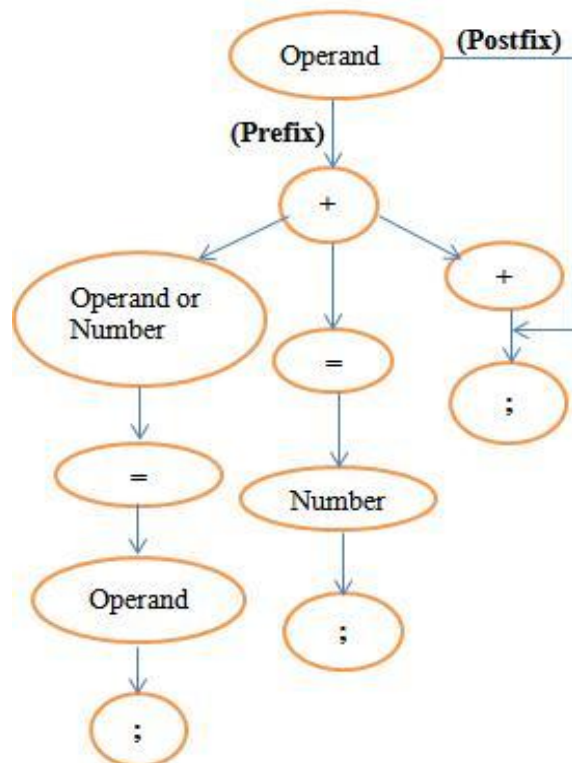 Operand
(Postfix)
(Prefix)
+
Operand or
Number
+
=
;
=
Number
Operand
;
;